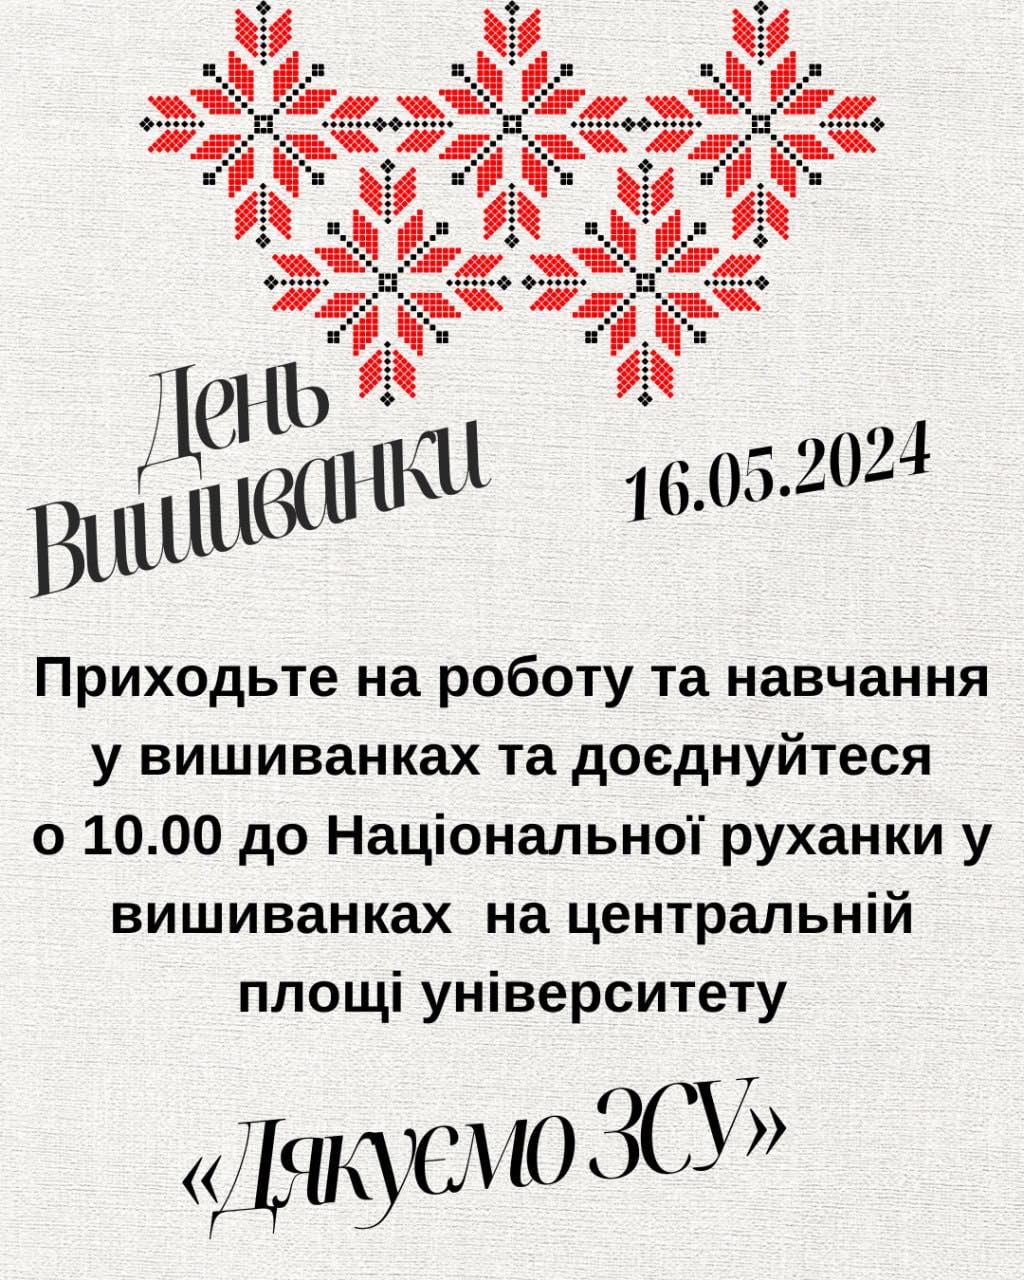 День
Вишиванки
16.05.2024
Приходьте на роботу та навчання
у вишиванках та доєднуйтеся
о 10.00 до Національної руханки у
вишиванках на центральній
площі університету
«Дякуємо ЗСУ»